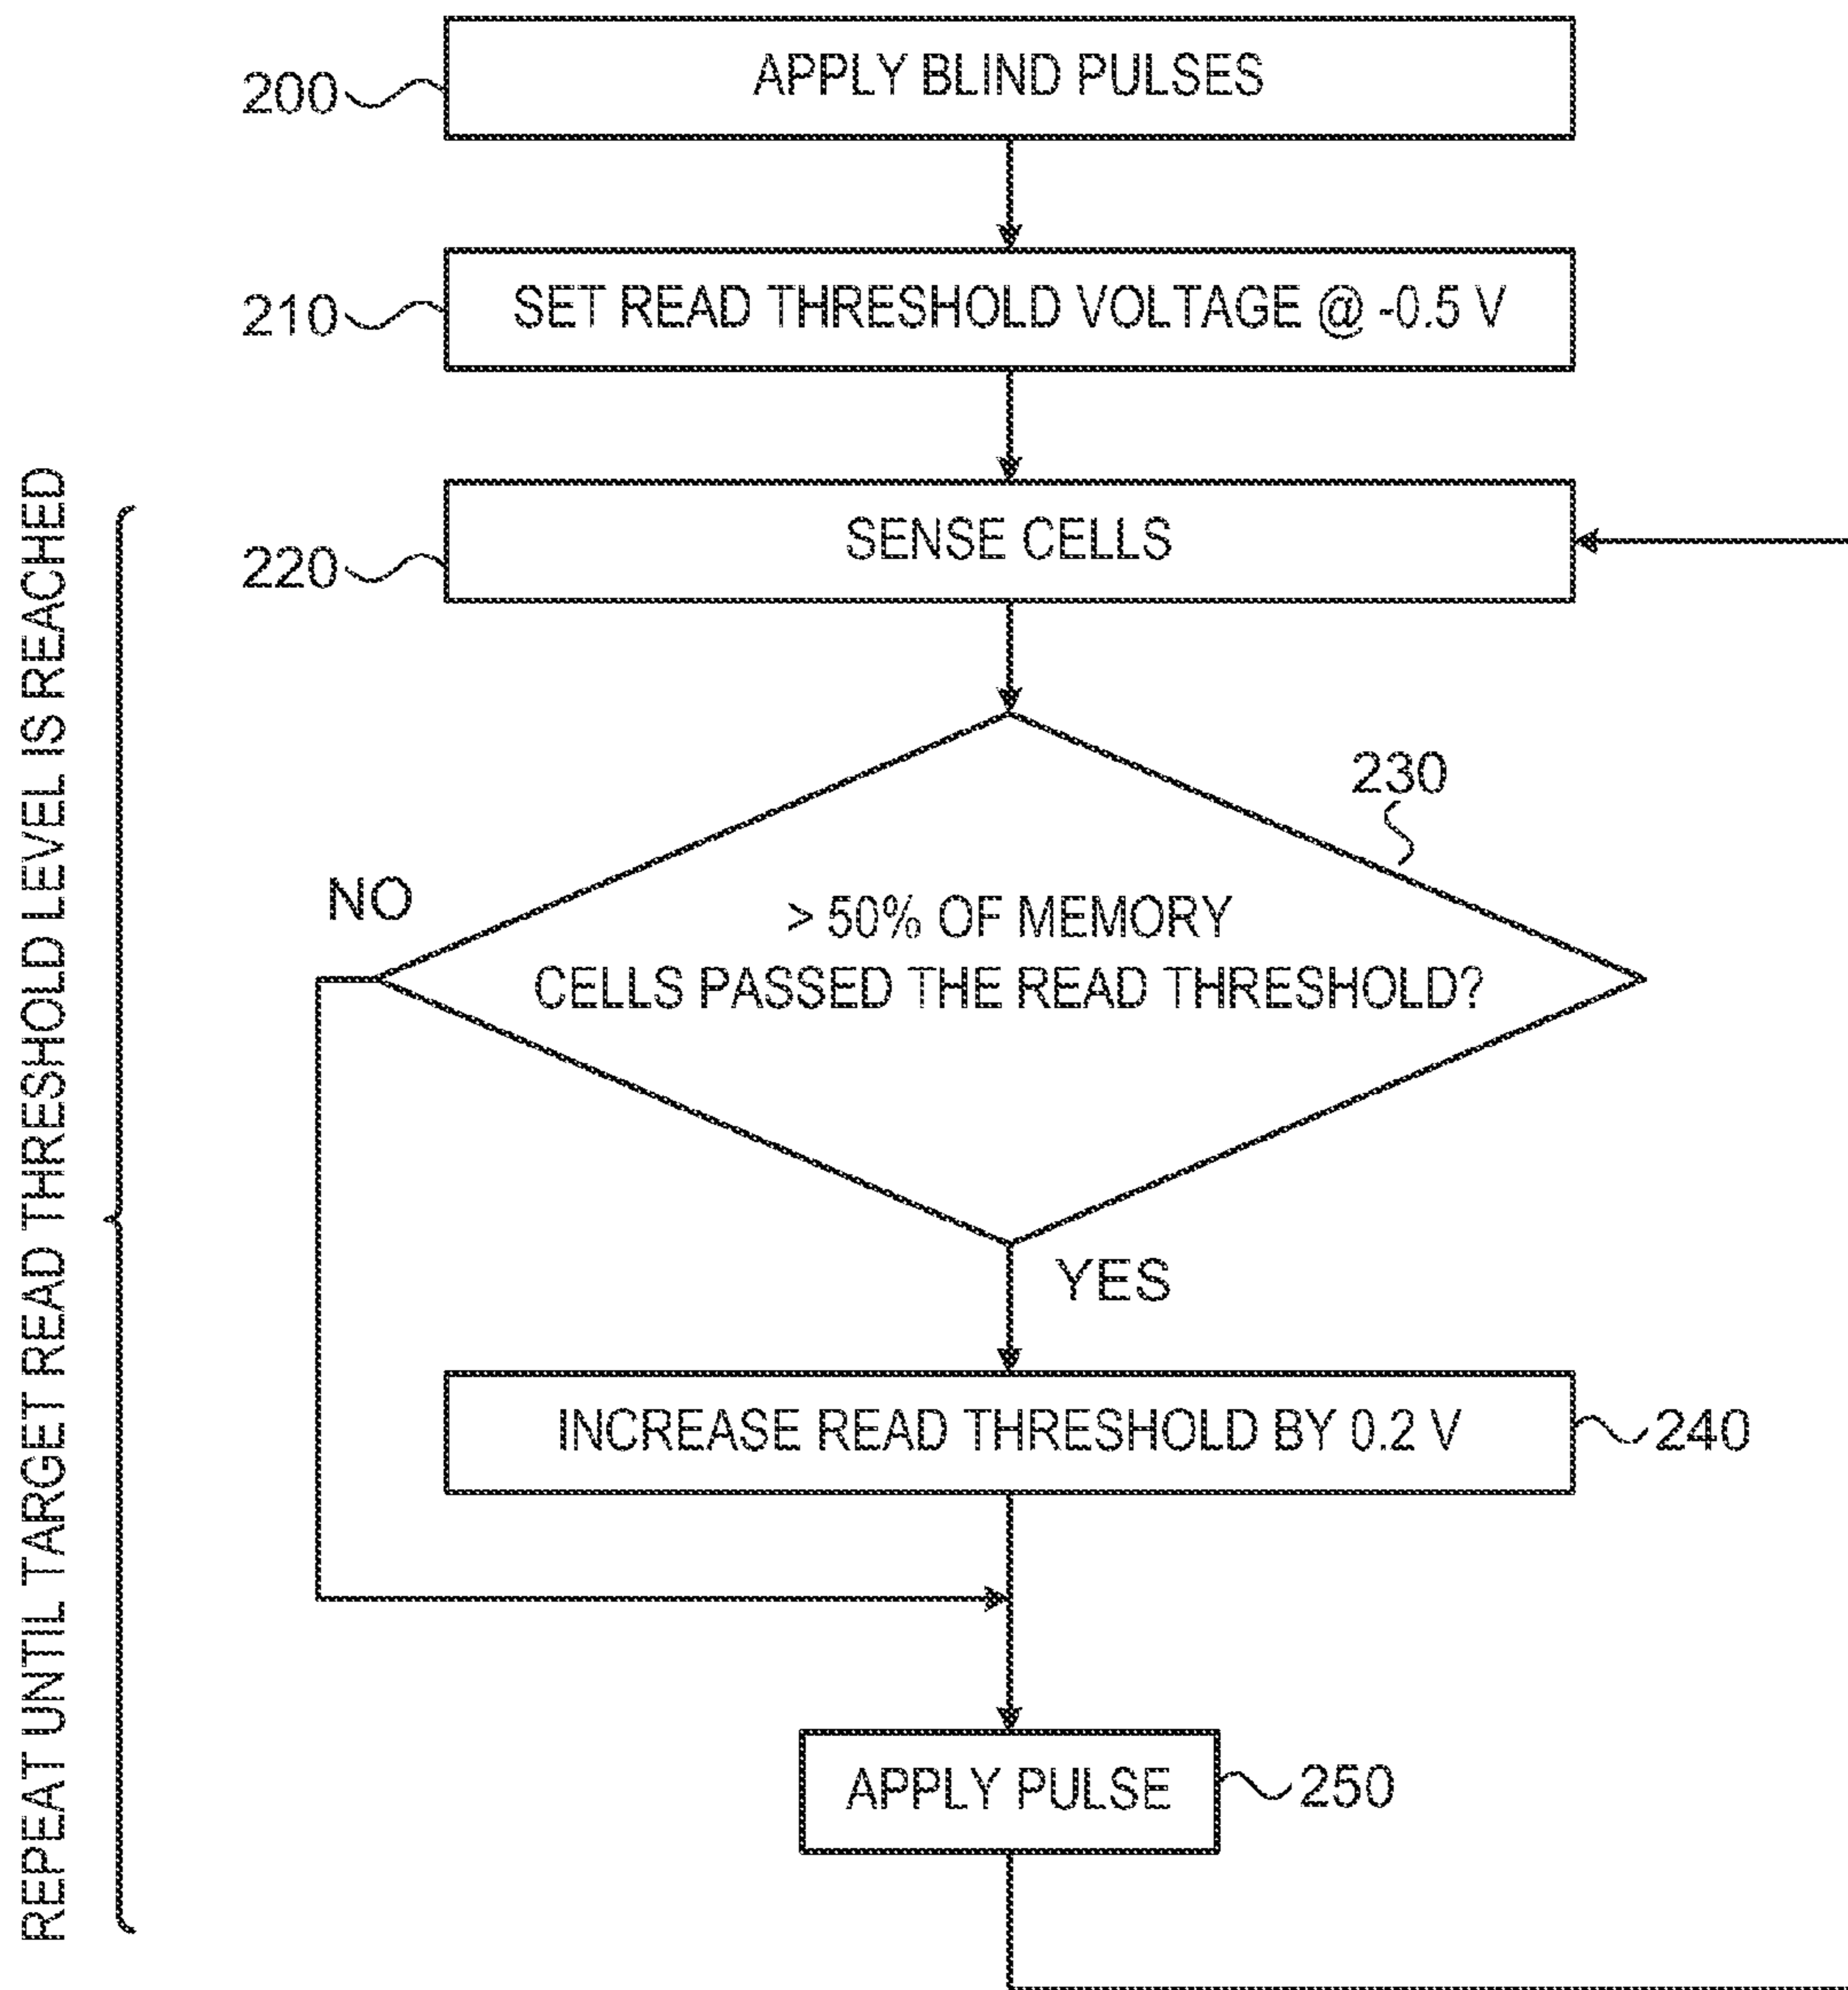 APPLY BLIND PULSES
200
SET READ THRESHOLD VOLTAGE @ -0.5 V
210
SENSE CELLS
220
230
> 50% OF MEMORY
CELLS PASSED THE READ THRESHOLD?
NO
YES
INCREASE READ THRESHOLD BY 0.2 V
240
APPLY PULSE
250
REPEAT UNTIL TARGET READ THRESHOLD LEVEL IS REACHED